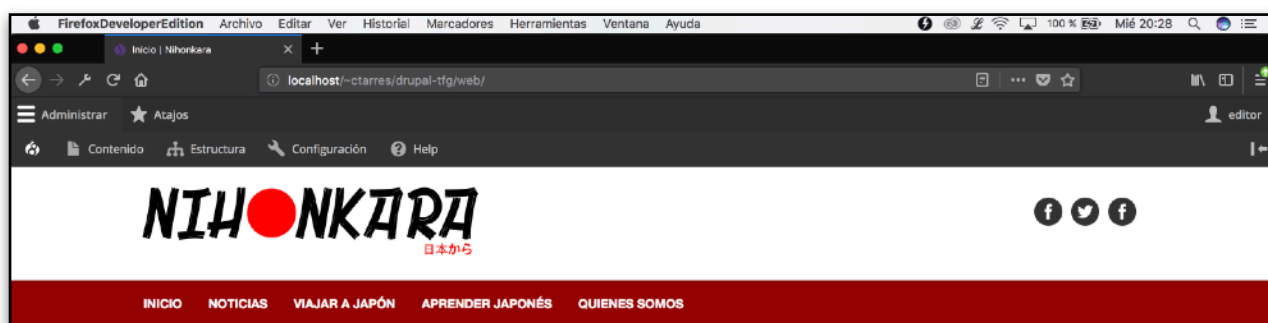 FirefoxDeveloperEdition Archivo Editar Ver Historial Marcadores Herramientas Ventana Ayuda 100 % Mié 20:28
Inicio | Nihonkara
localhost/~ctarres/drupal-tfg/web/
Administrar Atajos editor
Contenido Estructura Configuración Help
NIHONKARA
日本から
INICIO NOTICIAS VIAJAR A JAPÓN APRENDER JAPONÉS QUIENES SOMOS